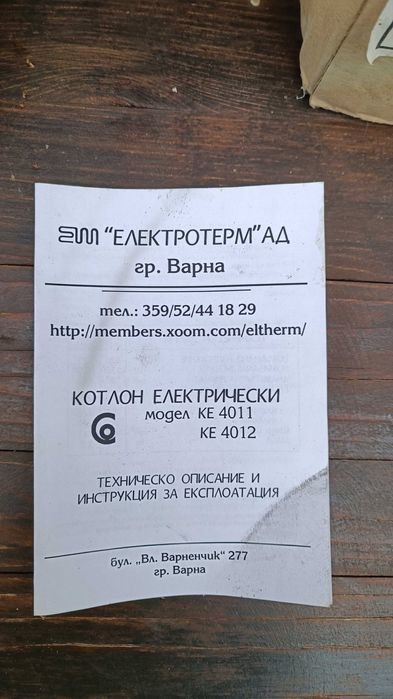 "ЕЛЕКТРОТЕРМ" АД
гр. Варна
тел.: 359/52/44 18 29
http://members.xoom.com/eltherm/
КОТЛОН ЕЛЕКТРИЧЕСКИ
модел КЕ 4011
КЕ 4012
ТЕХНИЧЕСКО ОПИСАНИЕ И
ИНСТРУКЦИЯ ЗА ЕКСПЛОАТАЦИЯ
бул. „Вл. Варненчик" 277
гр. Варна